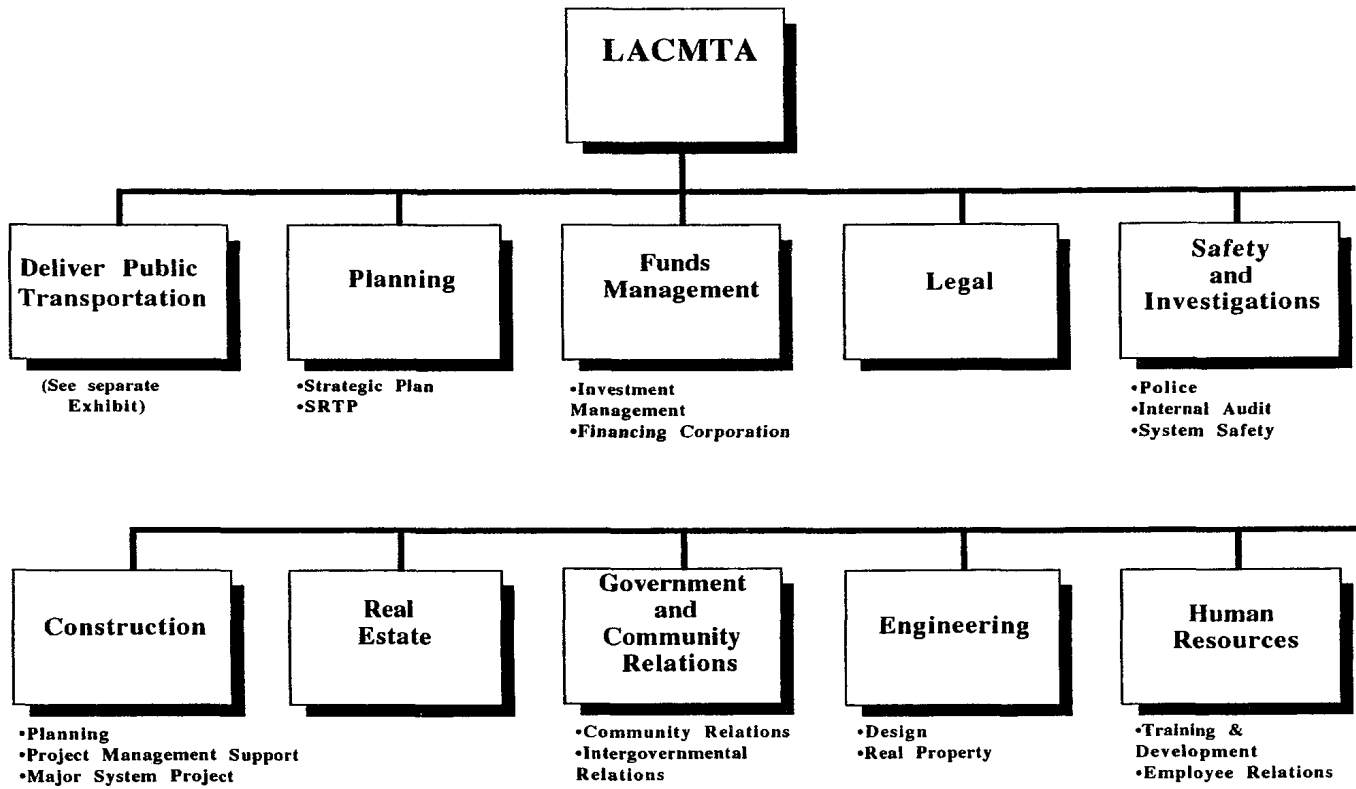 LACMTA
Deliver Public
Transportation
(See separate
Exhibit)
Planning
•Strategic Plan
•SRTP
Funds
Management
•Investment
Management
•Financing Corporation
Legal
Safety
and
Investigations
•Police
•Internal Audit
•System Safety
Construction
•Planning
•Project Management Support
•Major System Project
Real
Estate
Government
and
Community
Relations
•Community Relations
•Intergovernmental
Relations
Engineering
•Design
•Real Property
Human
Resources
•Training &
Development
•Employee Relations